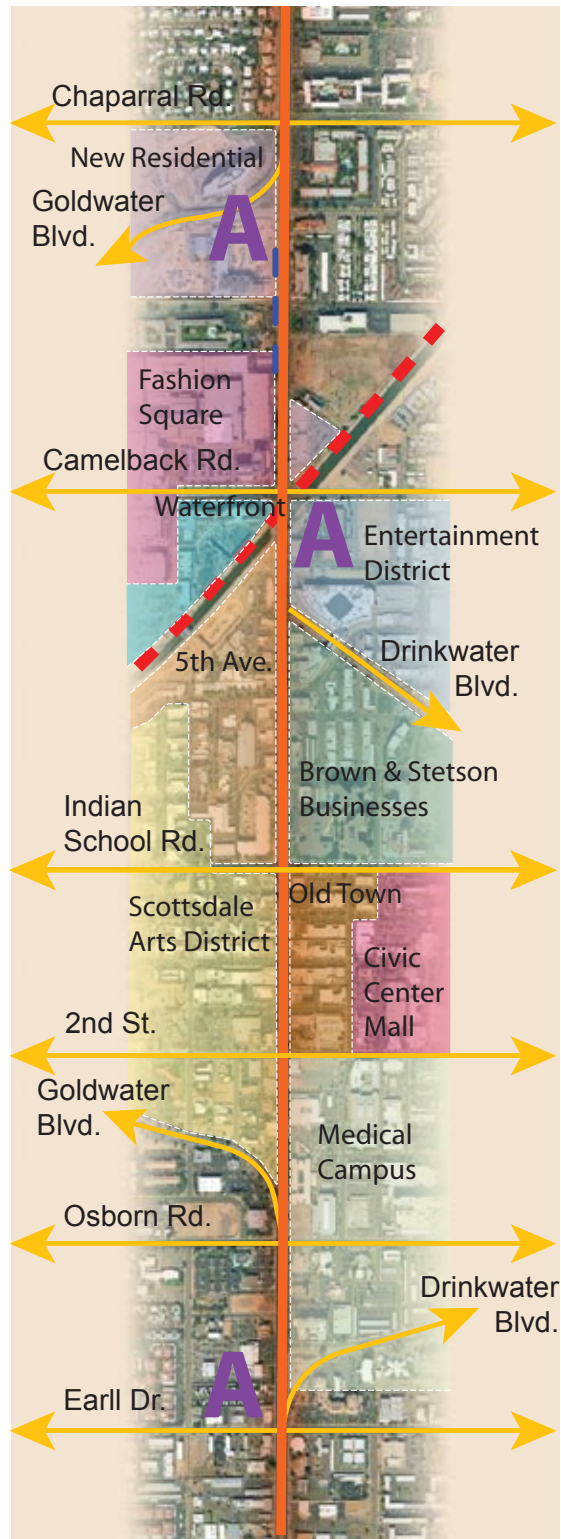 Chaparral Rd.
New Residential
Goldwater
Blvd.
A
Fashion
Square
Camelback Rd.
Waterfront
A
Entertainment
District
5th Ave.
Drinkwater
Blvd.
Brown & Stetson
Businesses
Indian
School Rd.
Old Town
Scottsdale
Arts District
Civic
Center
Mall
2nd St.
Goldwater
Blvd.
Medical
Campus
Osborn Rd.
Drinkwater
Blvd.
A
Earll Dr.